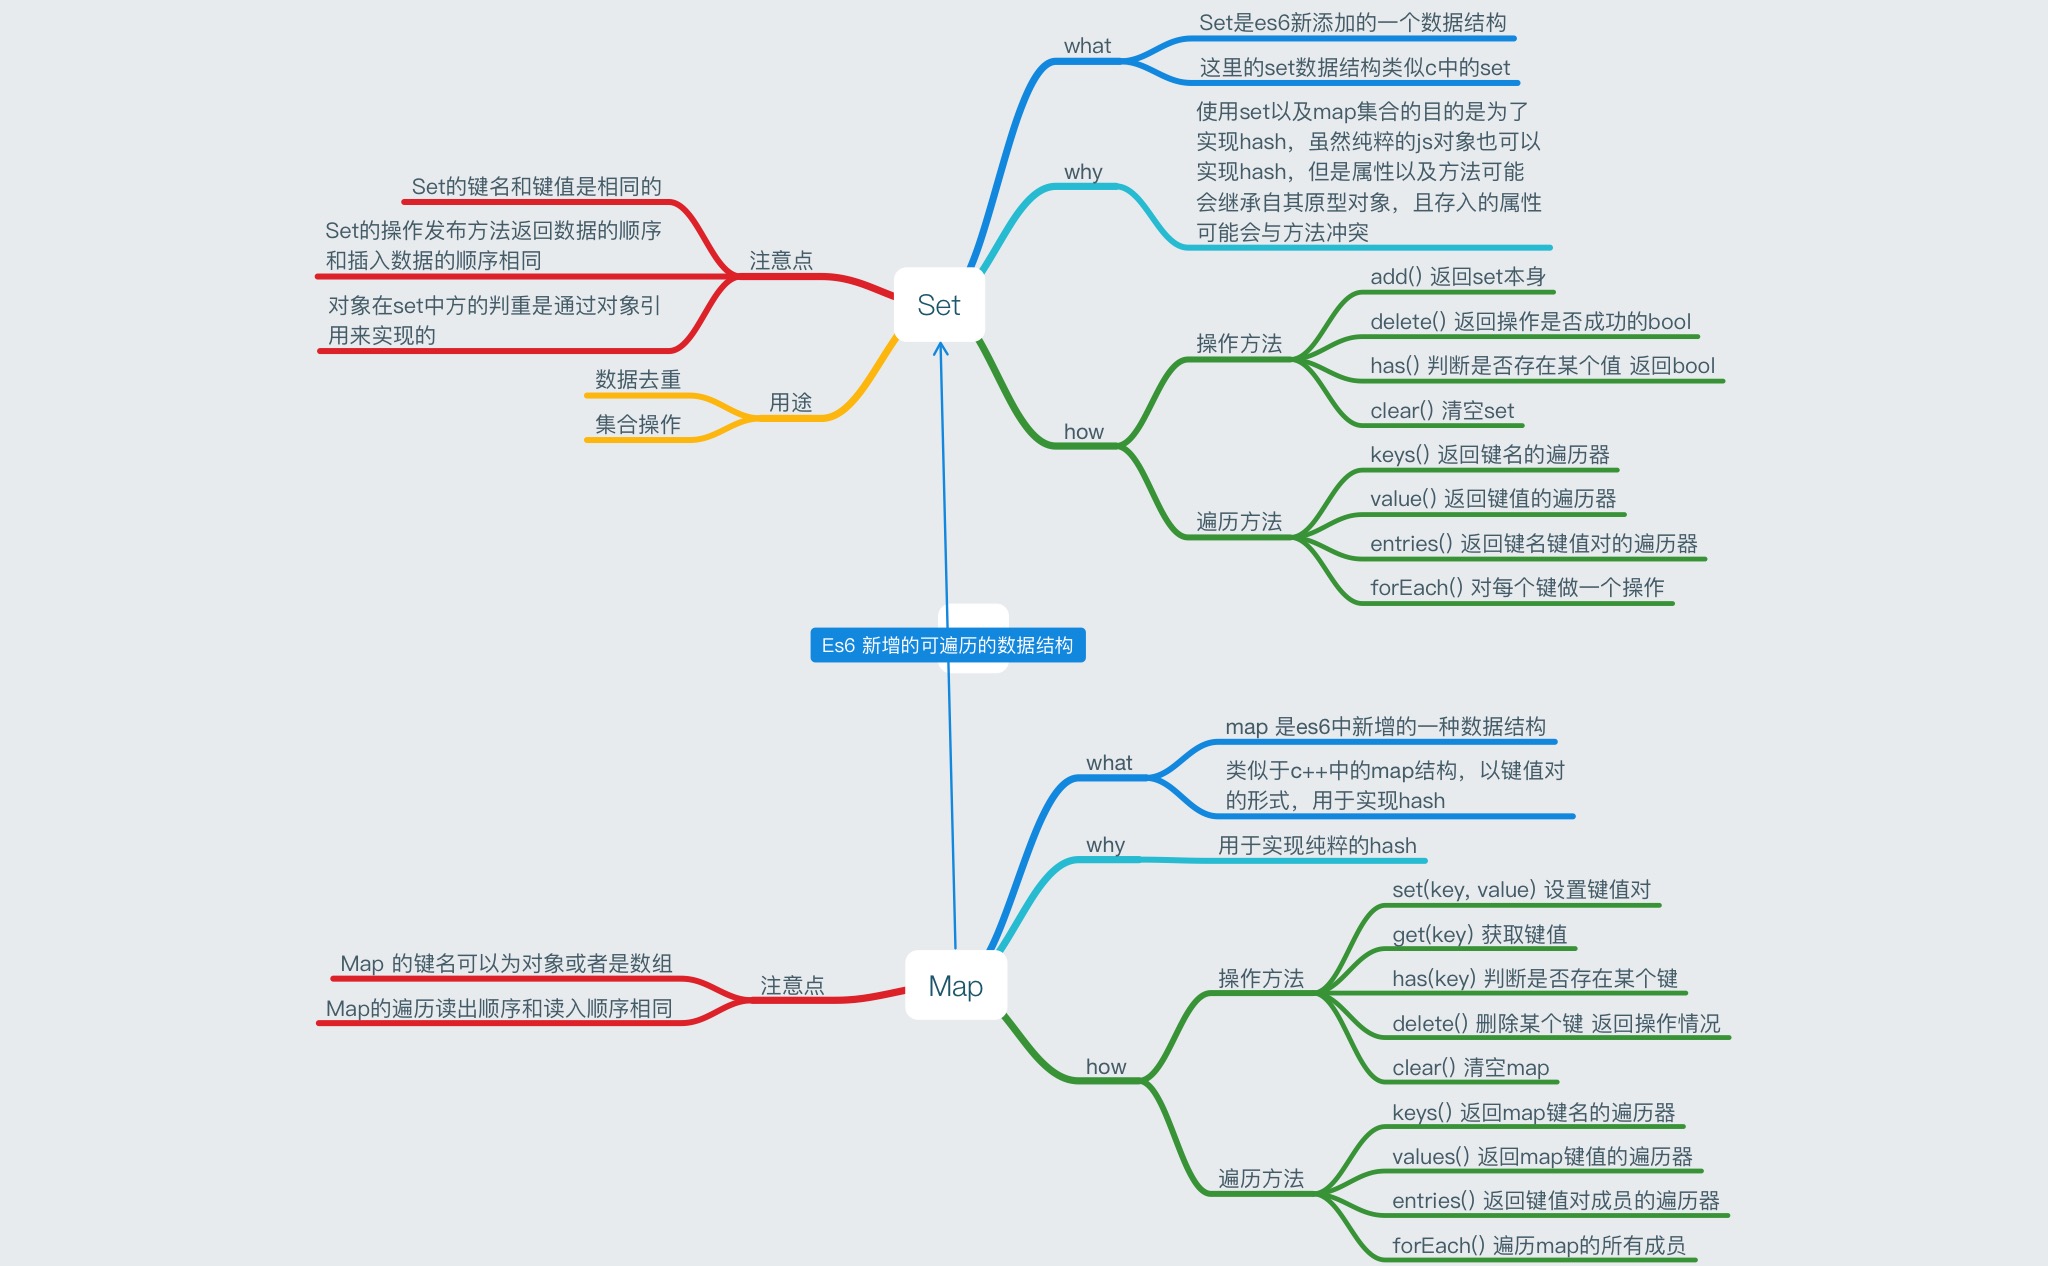 Set
what
Set是es6新添加的一个数据结构
这里的set数据结构类似c中的set
why
使用set以及map集合的目的是为了
实现hash，虽然纯粹的js对象也可以
实现hash，但是属性以及方法可能
会继承自其原型对象，且存入的属性
可能会与方法冲突
how
操作方法
add() 返回set本身
delete() 返回操作是否成功的bool
has() 判断是否存在某个值 返回bool
clear() 清空set
遍历方法
keys() 返回键名的遍历器
value() 返回键值的遍历器
entries() 返回键名键值对的遍历器
forEach() 对每个键做一个操作
注意点
Set的键名和键值是相同的
Set的操作发布方法返回数据的顺序
和插入数据的顺序相同
对象在set中方的判重是通过对象引
用来实现的
用途
数据去重
集合操作
Es6 新增的可遍历的数据结构
Map
what
map 是es6中新增的一种数据结构
类似于c++中的map结构，以键值对
的形式，用于实现hash
why
用于实现纯粹的hash
how
操作方法
set(key, value) 设置键值对
get(key) 获取键值
has(key) 判断是否存在某个键
delete() 删除某个键 返回操作情况
clear() 清空map
遍历方法
keys() 返回map键名的遍历器
values() 返回map键值的遍历器
entries() 返回键值对成员的遍历器
forEach() 遍历map的所有成员
注意点
Map 的键名可以为对象或者是数组
Map的遍历读出顺序和读入顺序相同